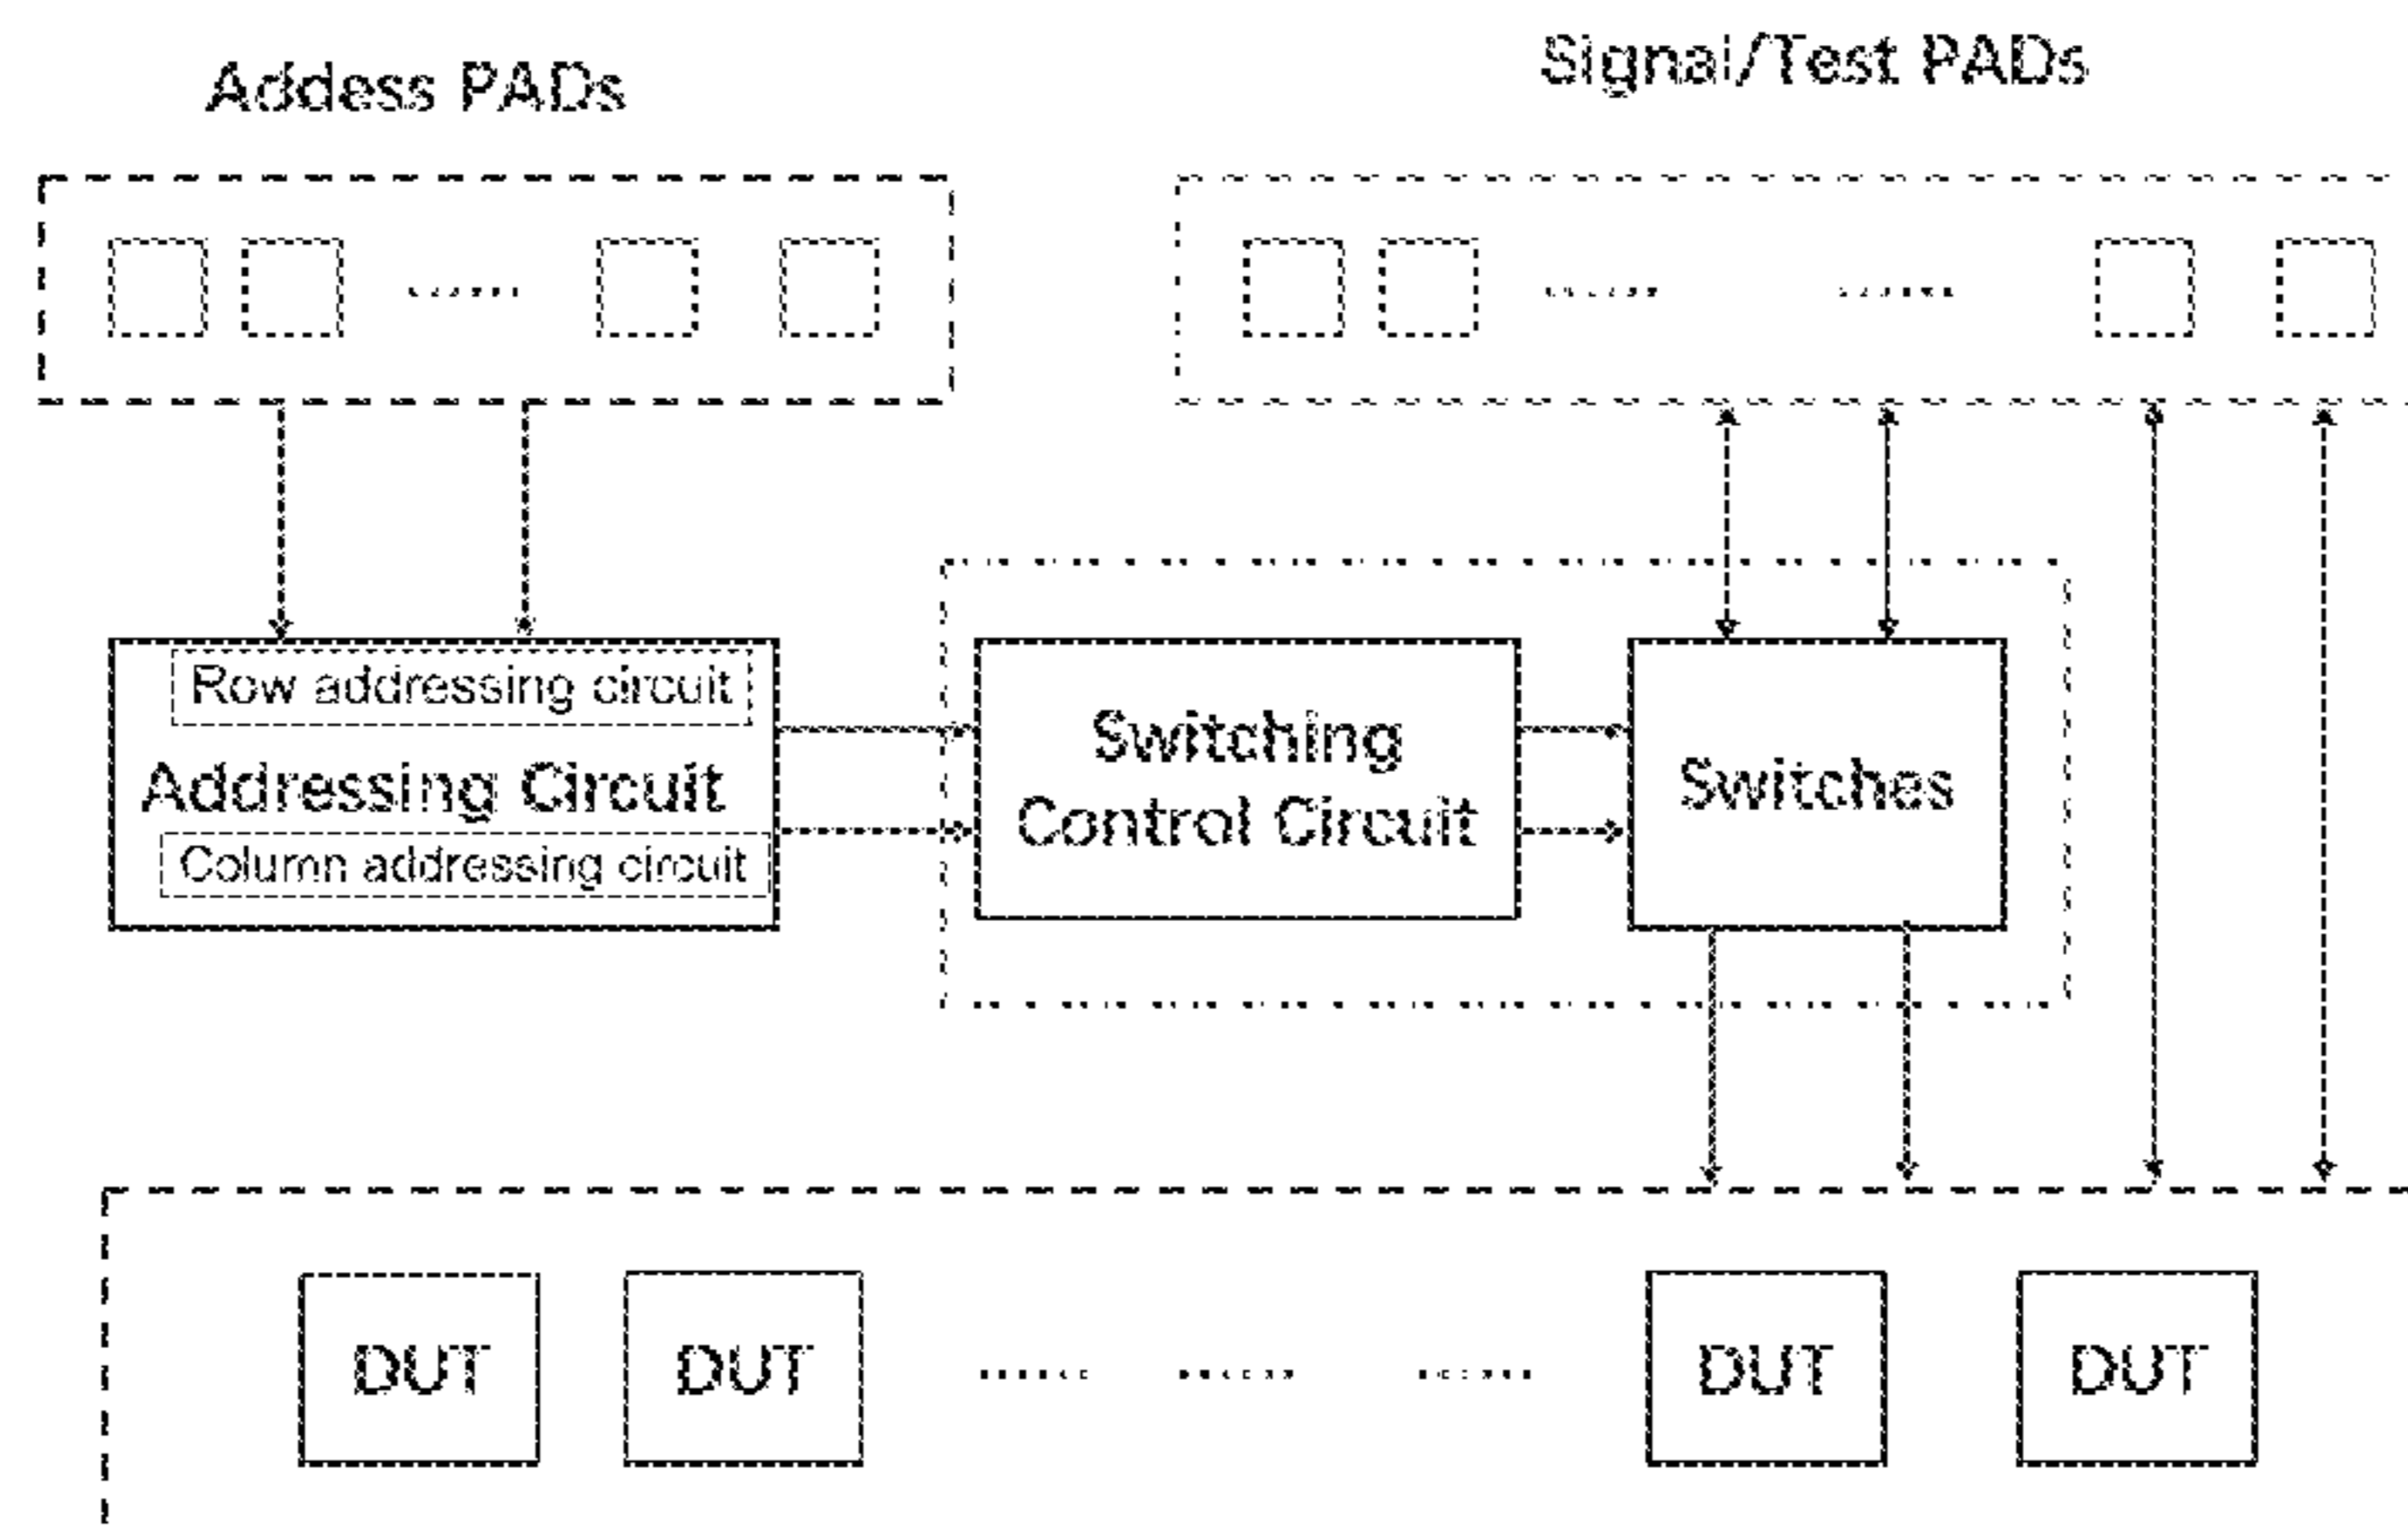 Addess PADs
Signal/Test PADs
Row addressing circuit
Addressing Circuit
Column addressing circuit
Switching
Control Circuit
Switches
DUT
DUT
DUT
DUT